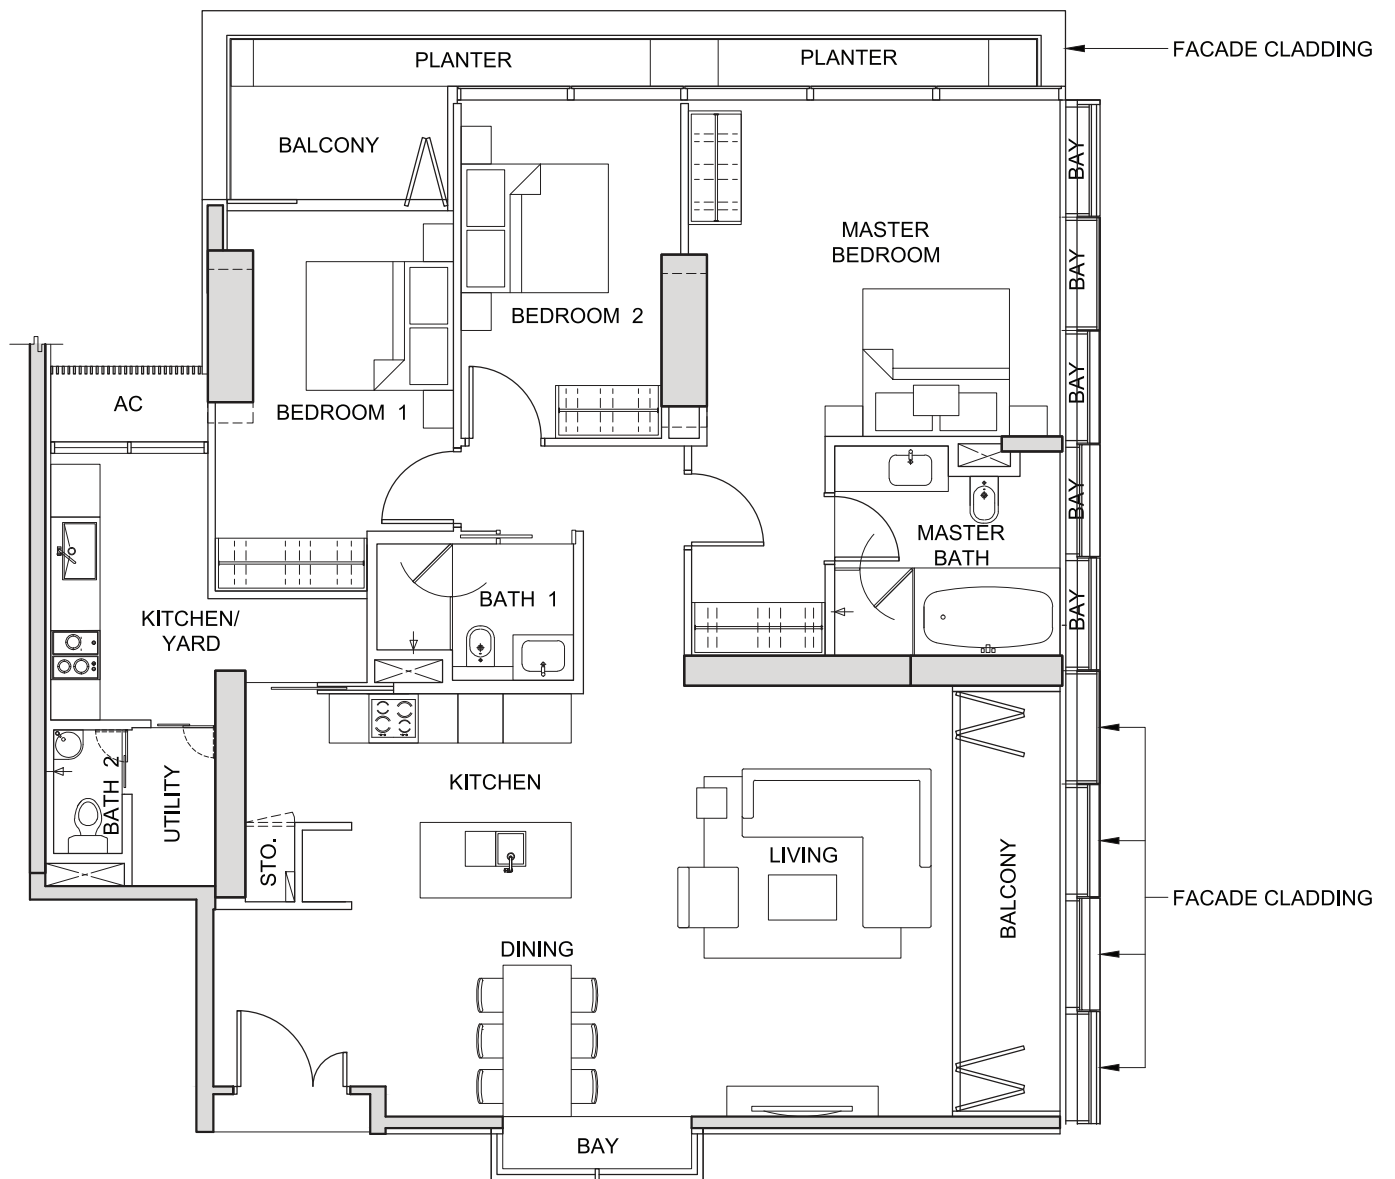 PLANTER
PLANTER
FACADE CLADDING
BALCONY
BAY
MASTER
BEDROOM
BAY
BEDROOM 2
BAY
AC
BEDROOM 1
BAY
MASTER
BATH
BATH 1
BAY
KITCHEN/
YARD
KITCHEN
BATH 2
UTILITY
STO.
LIVING
BALCONY
FACADE CLADDING
DINING
BAY